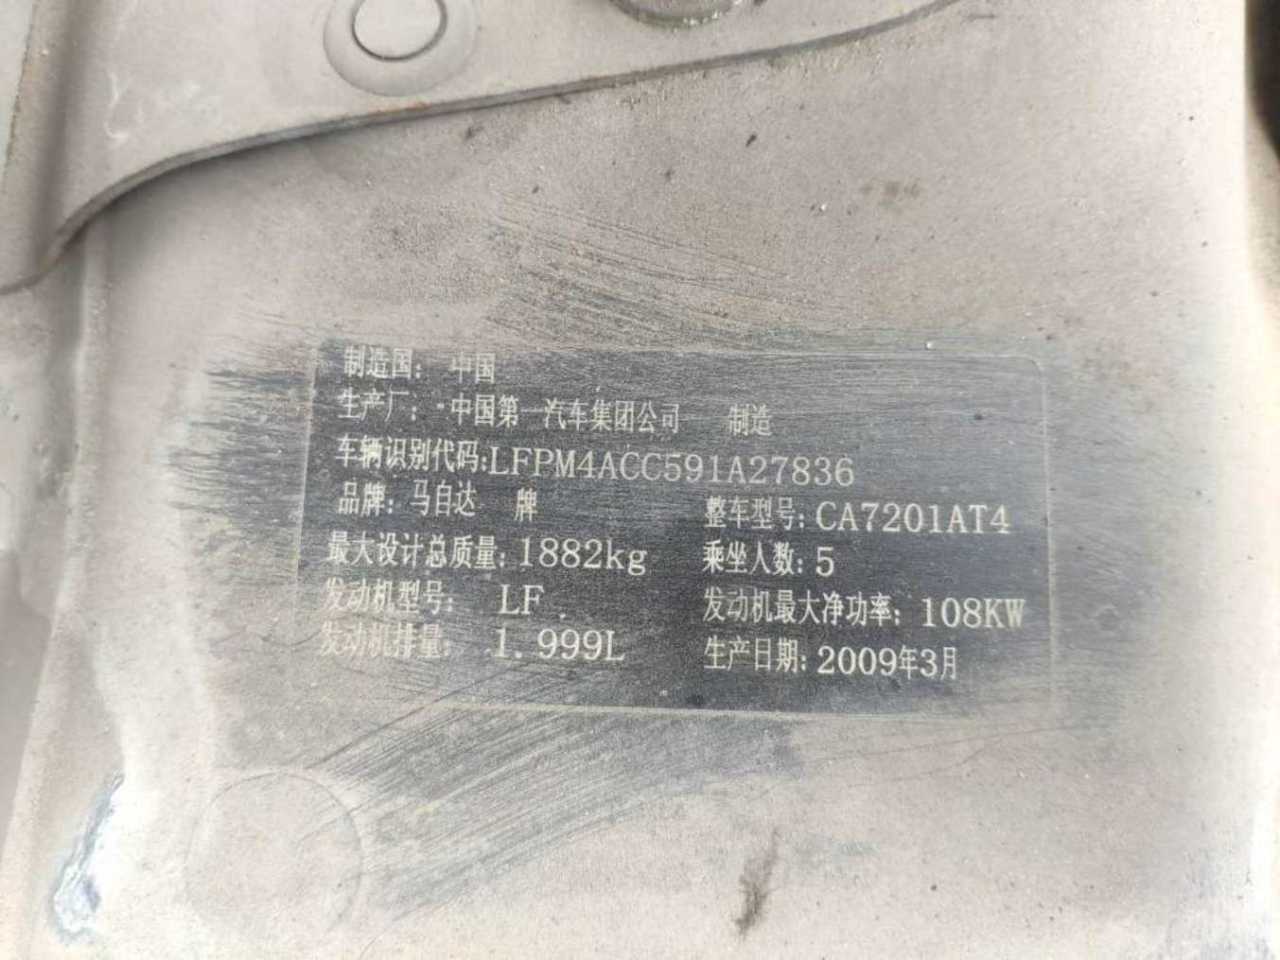 制造国： 中国
生产厂： 中国第一汽车集团公司 制造
车辆识别代码:LFPM4ACC591A27836
品牌: 马自达 牌 整车型号: CA7201AT4
最大设计总质量: 1882kg 乘坐人数: 5
发动机型号: LF 发动机最大净功率: 108KW
发动机排量: 1.999L 生产日期: 2009年3月